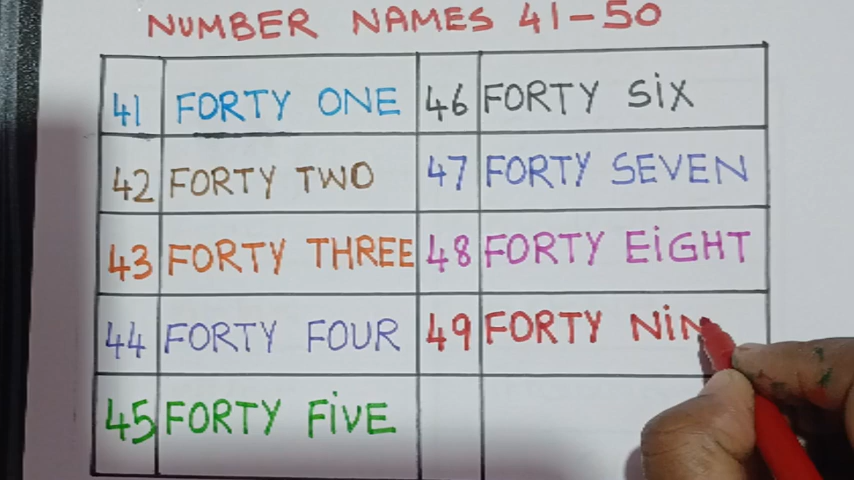 NUMBER NAMES 41-50
41 FORTY ONE 46 FORTY SiX
42 FORTY TWO 47 FORTY SEVEN
43 FORTY THREE 48 FORTY EiGHT
44 FORTY FOUR 49 FORTY NiN
45 FORTY FiVE